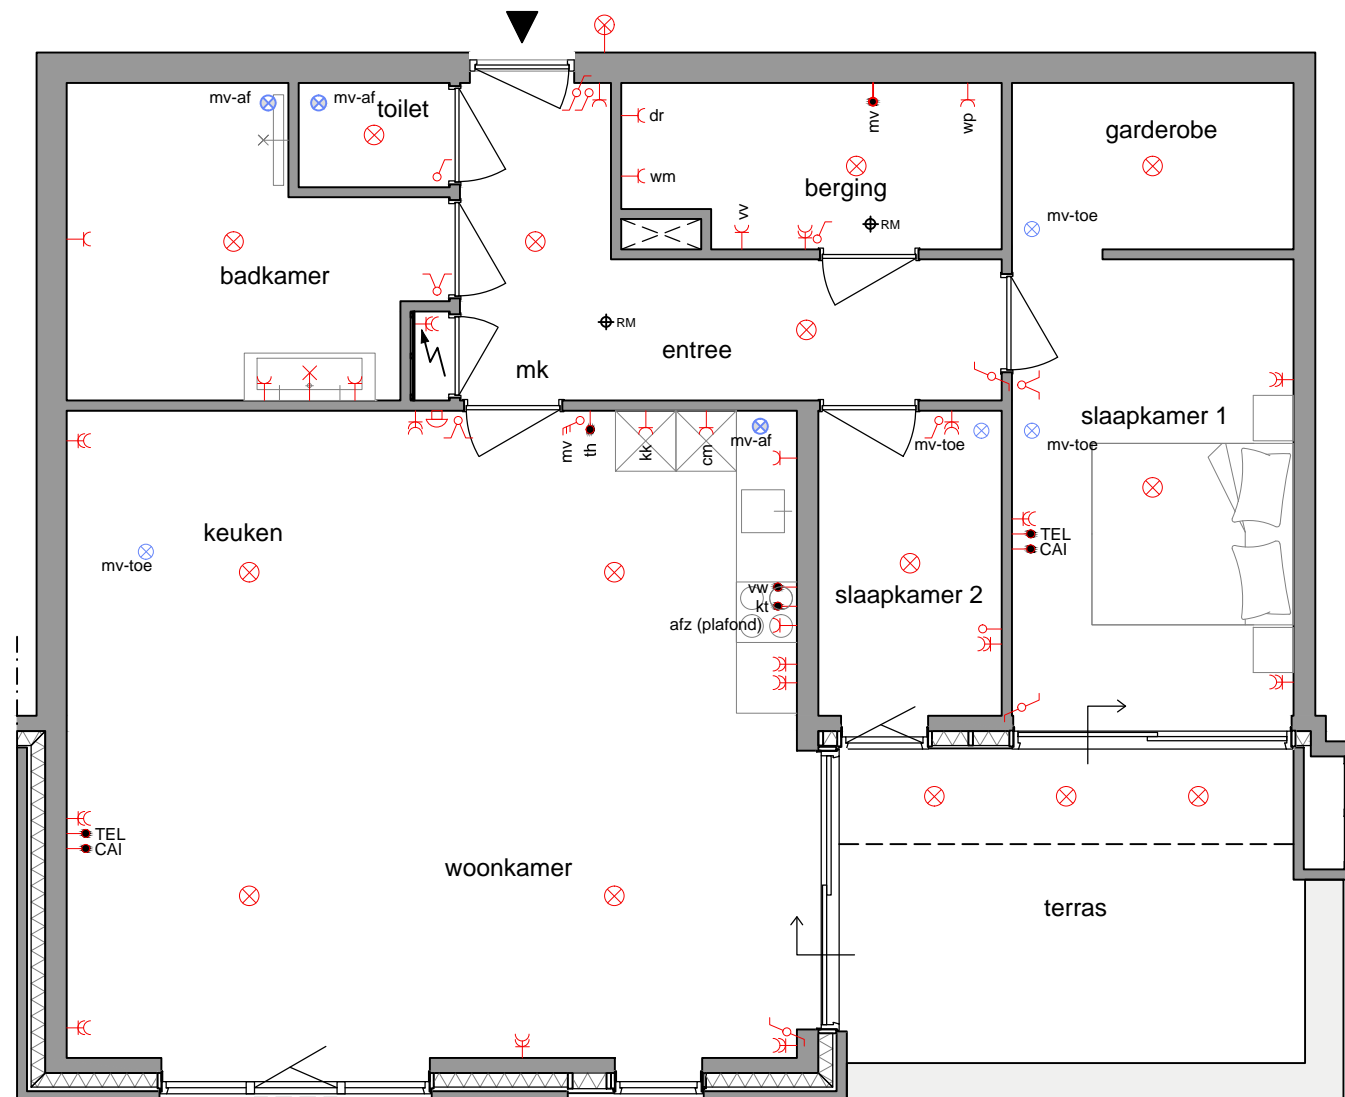 mv-af
mv-af
toilet
dr
mv
wp
garderobe
wm
berging
vv
RM
mv-toe
badkamer
RM
entree
mk
slaapkamer 1
mv
th
kk
cm
mv-af
mv-toe
mv-toe
keuken
TEL
CAI
mv-toe
vw
kt
slaapkamer 2
afz (plafond)
TEL
CAI
woonkamer
terras